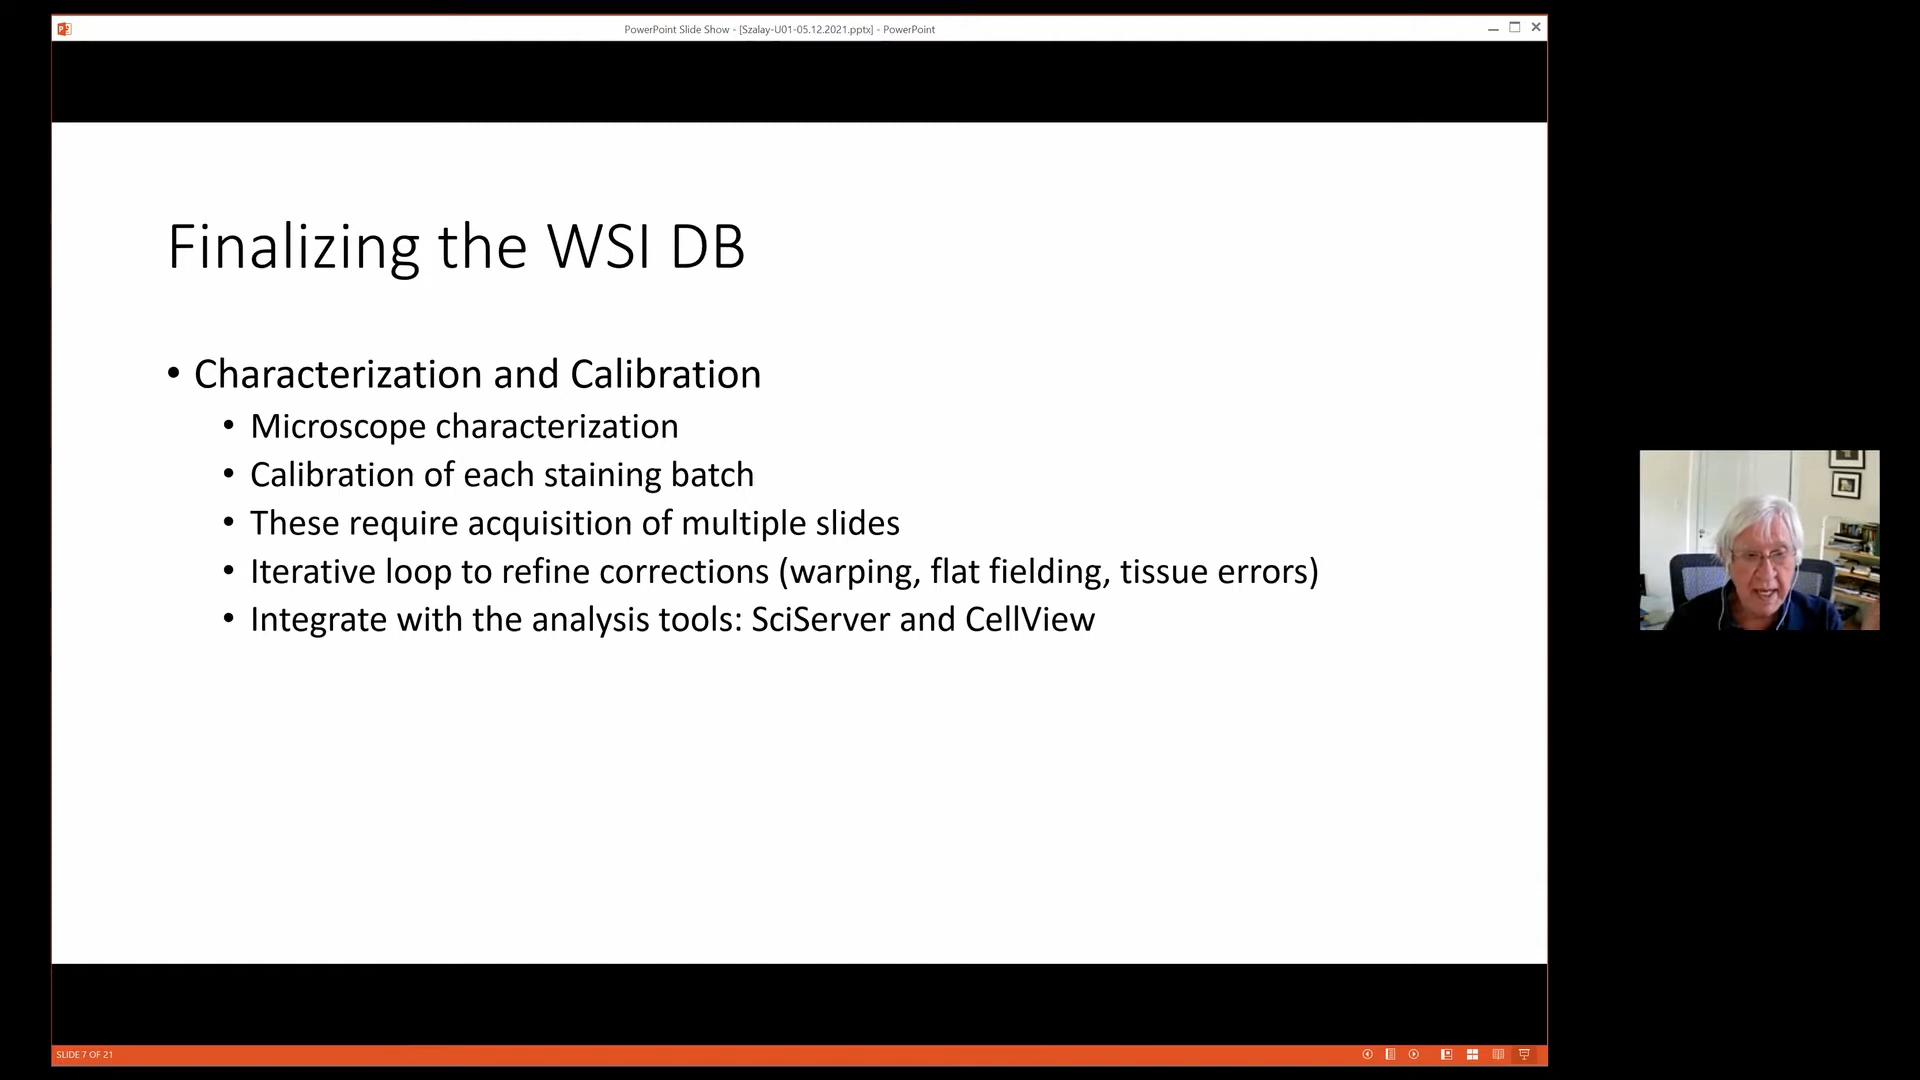 PowerPoint Slide Show - [Szalay-U01-05.12.2021.pptx] - PowerPoint
Finalizing the WSI DB
• Characterization and Calibration
• Microscope characterization
• Calibration of each staining batch
• These require acquisition of multiple slides
• Iterative loop to refine corrections (warping, flat fielding, tissue errors)
• Integrate with the analysis tools: SciServer and CellView
SLIDE 7 OF 21